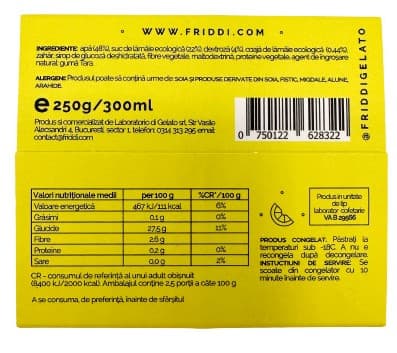 WWW.FRIDDI.COM
INGREDIENTE: apă (48%), suc de lămâie ecologică (22%), dextroză (4%), coajă de lămâie ecologică (0,44%),
zahăr, sirop de glucoză deshidratată, fibre vegetale, maltodextrină, proteine vegetale, agent de îngroșare
natural: gumă Tara.
ALERGENI: Produsul poate să conțină urme de: SOIA ȘI PRODUSE DERIVATE DIN SOIA, FISTIC, MIGDALE, ALUNE,
ARAHIDE.
e 250g/300ml
Produs și comercializat de Laboratorio di Gelato srl, Str Vasile
Alecsandri 4, București, sector 1, telefon: 0314 313 295 email:
contact@friddi.com
0 750122 628322
@FRIDDIGELATO
Valori nutriționale medii per 100 g %CR*/100 g
Valoare energetică 467 kJ/111 kcal 6%
Grăsimi 0,1 g 0%
Glucide 27,5 g 11%
Fibre 2,6 g
Proteine 0,2 g 0%
Sare 0,0 g 2%
CR - consumul de referință al unui adult obișnuit
(8400 kJ/2000 kcal). Ambalajul conține 2,5 porții a câte 100 g
A se consuma, de preferință, înainte de sfârșitul
Produs in unitate
de tip
laborator cofetarie
VA B 29566
PRODUS CONGELAT: Păstrați la
temperaturi sub -18C. A nu e
recongela după decongelare.
INSTUCTIUNI DE SERVIRE: Se
scoate din congelator cu 10
minute înainte de servire.